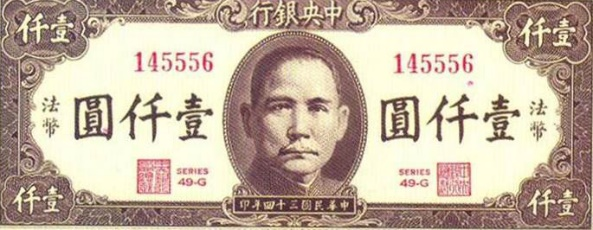 行銀央中
仟壹
仟壹
145556
145556
法幣
圓仟壹
圓仟壹
法幣
SERIES
49-G
SERIES
49-G
仟壹
印年四十三國民華中
仟壹